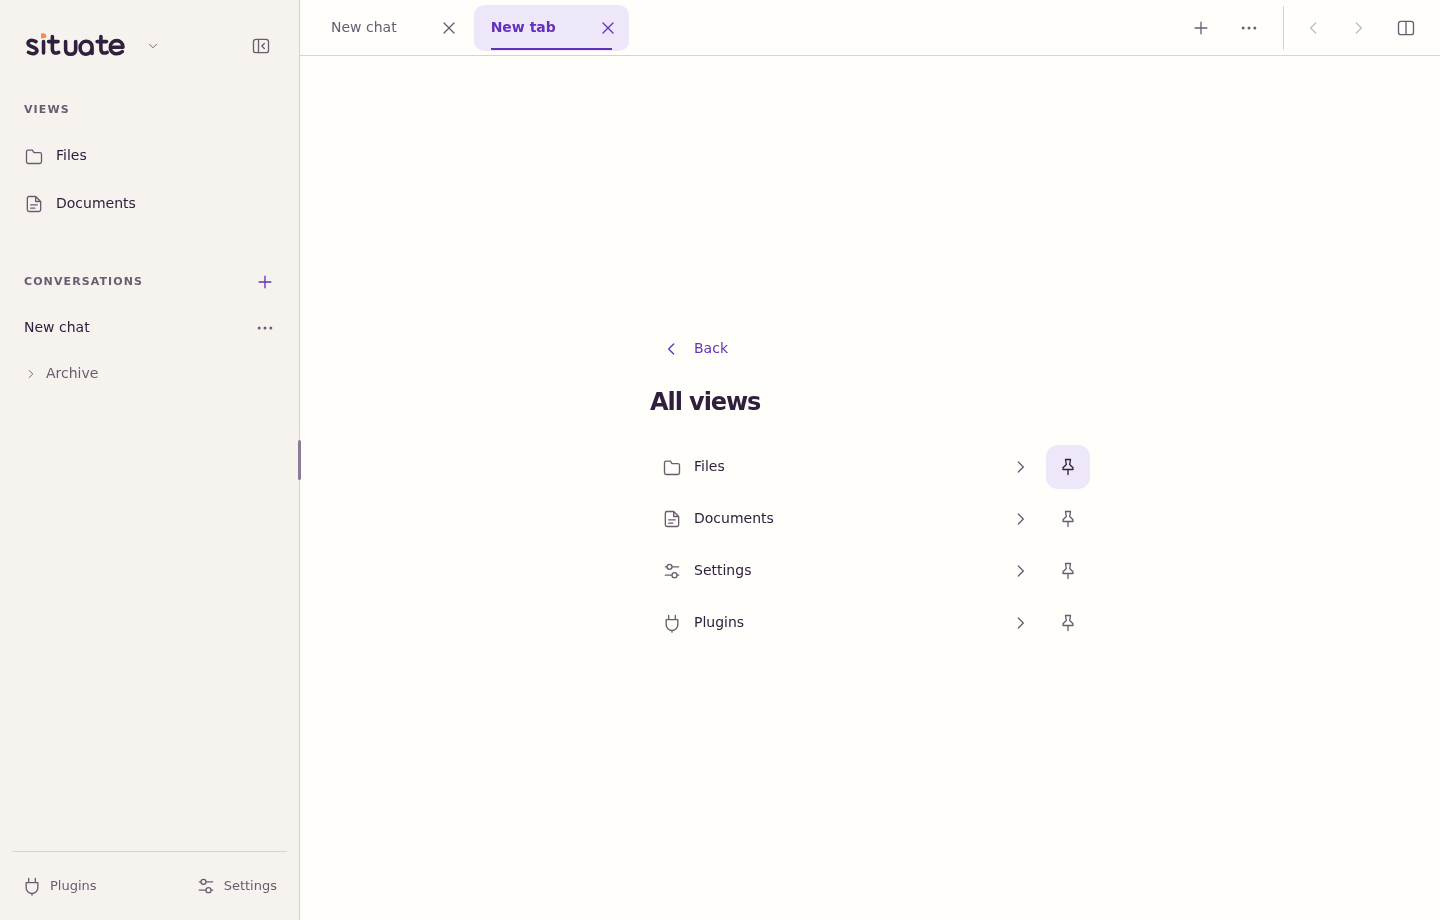 situate
New chat
New tab
VIEWS
Files
Documents
CONVERSATIONS
New chat
Archive
Back
All views
Files
Documents
Settings
Plugins
Plugins
Settings